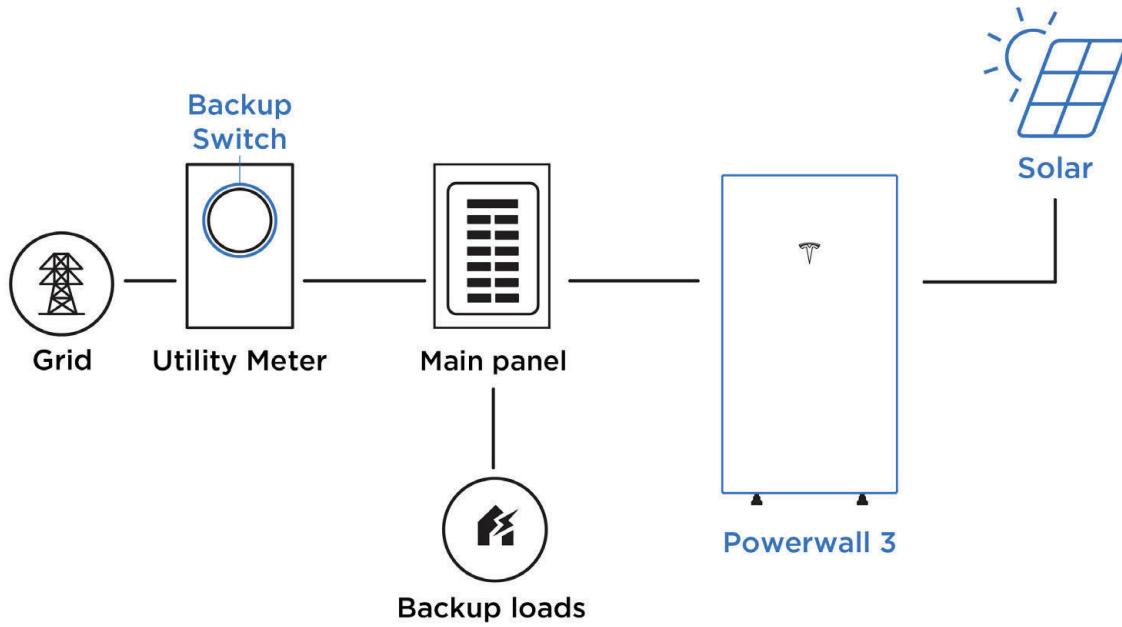 Backup
Switch
Solar
Grid
Utility Meter
Main panel
Powerwall 3
Backup loads